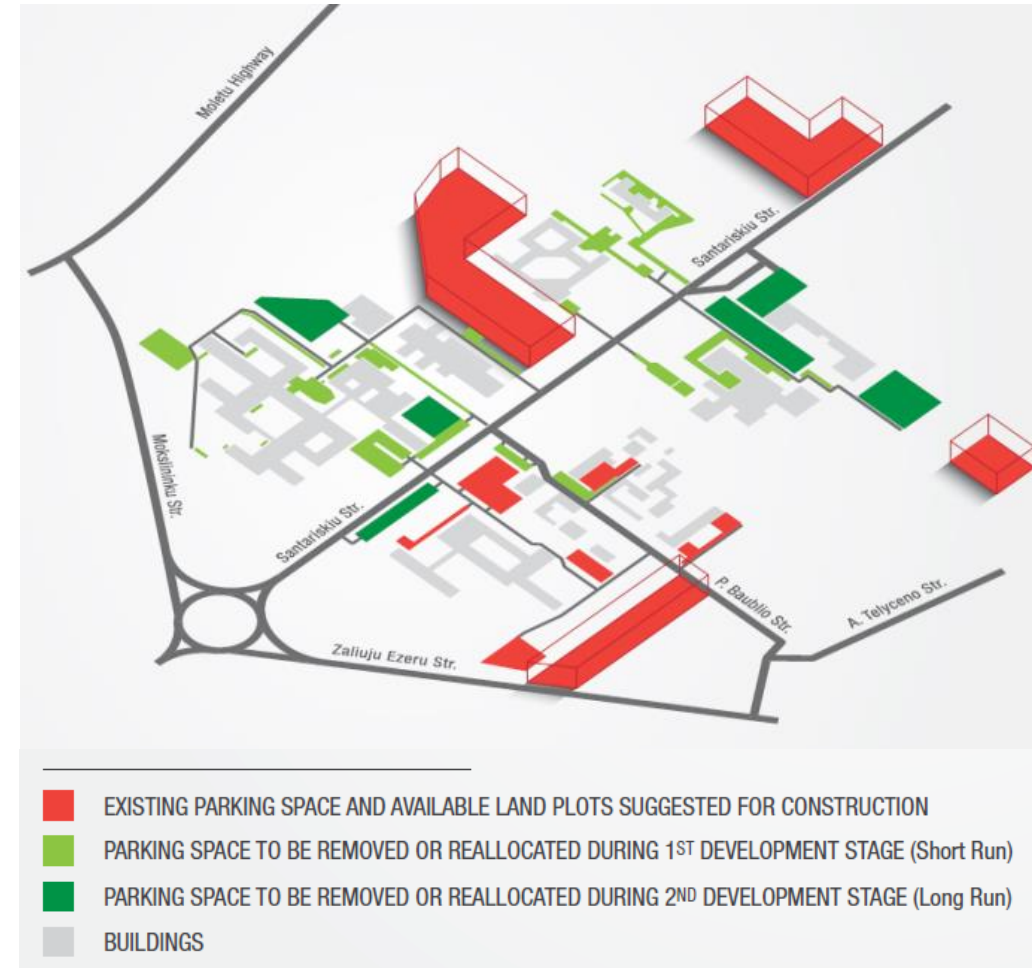 Moletu Highway
Santariskiu Str.
Mokslininku Str.
Santariskiu Str.
P. Baublio Str.
A. Telyceno Str.
Zaliuju Ezeru Str.
EXISTING PARKING SPACE AND AVAILABLE LAND PLOTS SUGGESTED FOR CONSTRUCTION
PARKING SPACE TO BE REMOVED OR REALLOCATED DURING 1ST DEVELOPMENT STAGE (Short Run)
PARKING SPACE TO BE REMOVED OR REALLOCATED DURING 2ND DEVELOPMENT STAGE (Long Run)
BUILDINGS